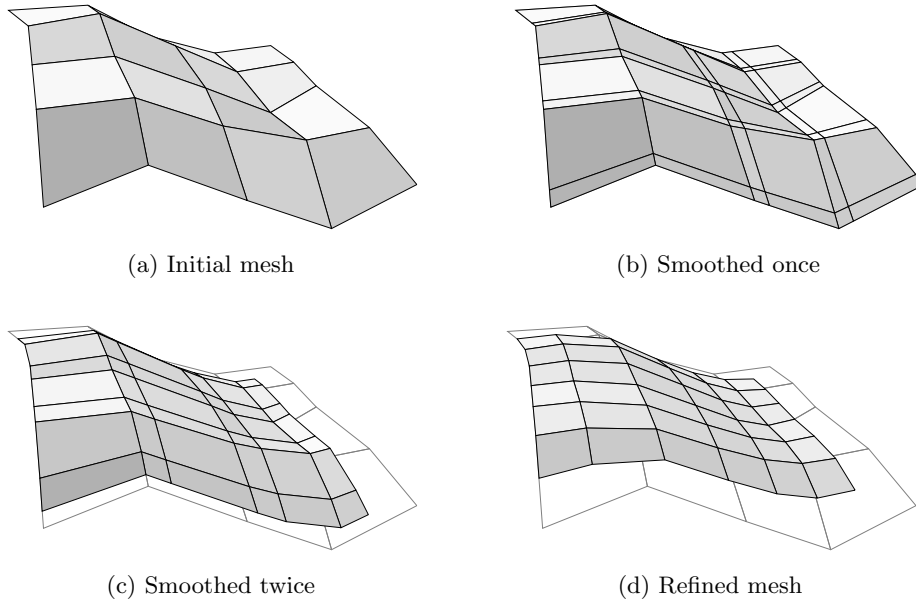 (a) Initial mesh
(b) Smoothed once
(c) Smoothed twice
(d) Refined mesh